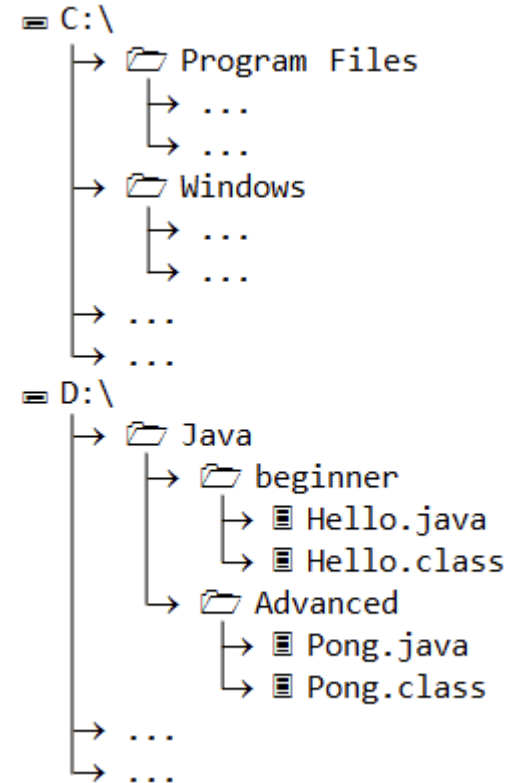 C:\
Program Files
...
...
Windows
...
...
...
...
D:\
Java
beginner
Hello.java
Hello.class
Advanced
Pong.java
Pong.class
...
...